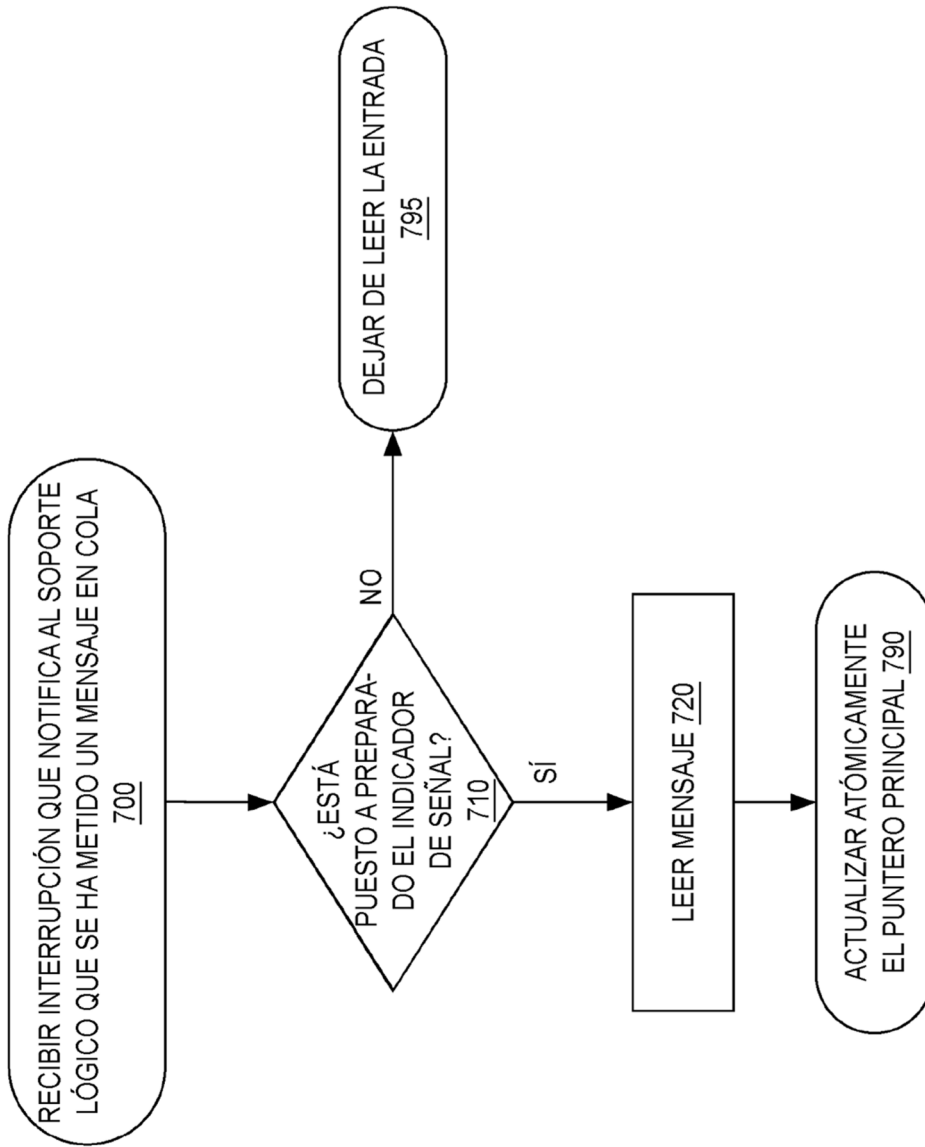 RECIBIR INTERRUPCIÓN QUE NOTIFICA AL SOPORTE
LÓGICO QUE SE HA METIDO UN MENSAJE EN COLA
700
¿ESTÁ
PUESTO A PREPARA-
DO EL INDICADOR
DE SEÑAL?
710
NO
DEJAR DE LEER LA ENTRADA
795
SÍ
LEER MENSAJE 720
ACTUALIZAR ATÓMICAMENTE
EL PUNTERO PRINCIPAL 790